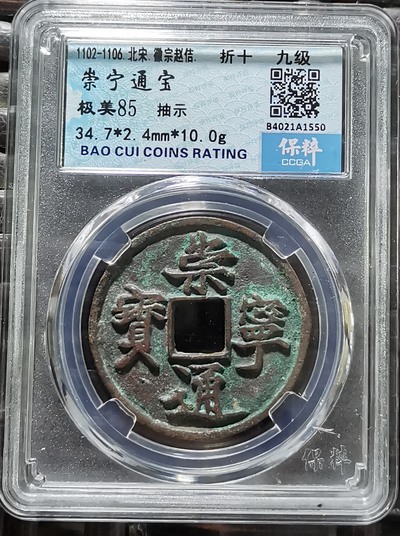 1102-1106.北宋.徽宗赵佶. 折十 九级
崇宁通宝
极美85 抽示
34.7*2.4mm*10.0g
BAO CUI COINS RATING
B4021A1550
保粹
CCGA
崇寧通寳
保粹